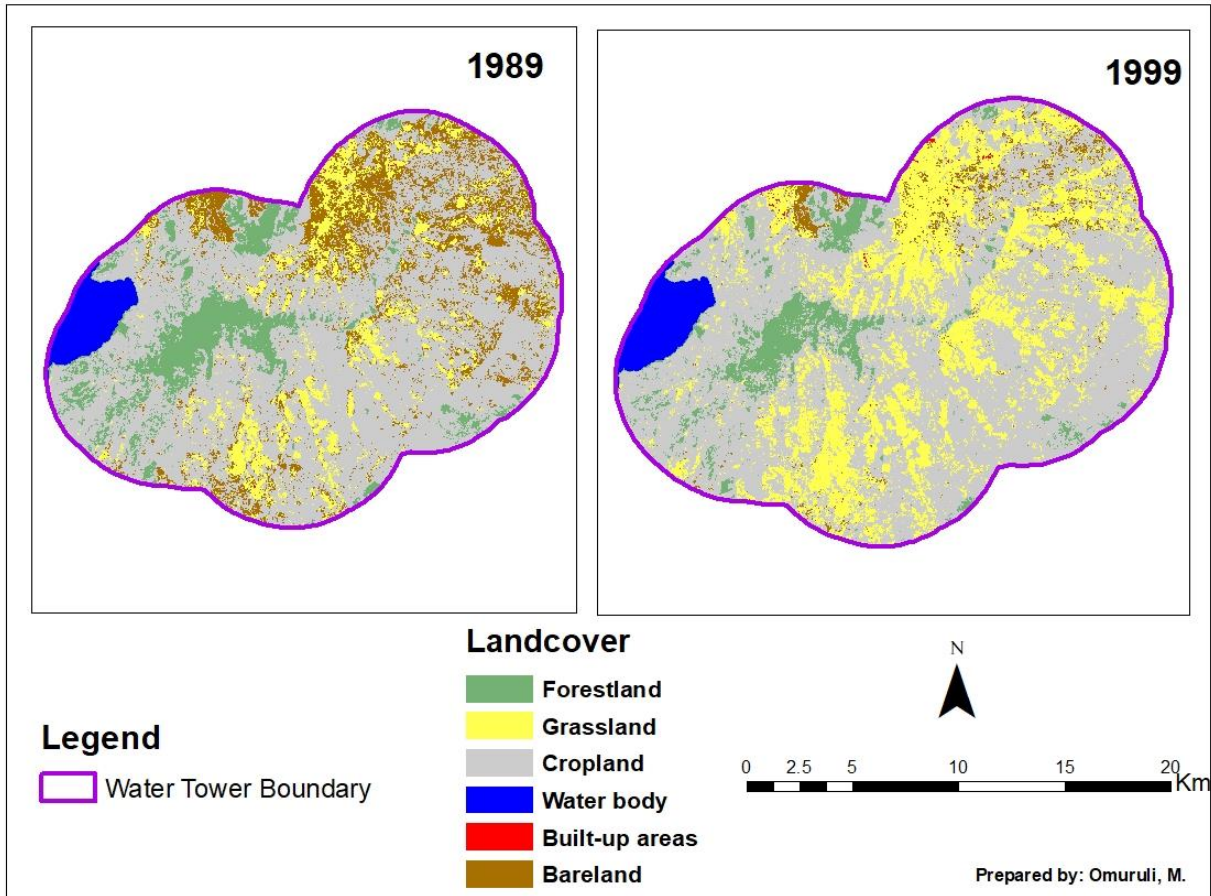 1989
1999
Landcover
Forestland
Grassland
Cropland
Water body
Built-up areas
Bareland
Legend
Water Tower Boundary
N
0 2.5 5 10 15 20
Km
Prepared by: Omuruli, M.